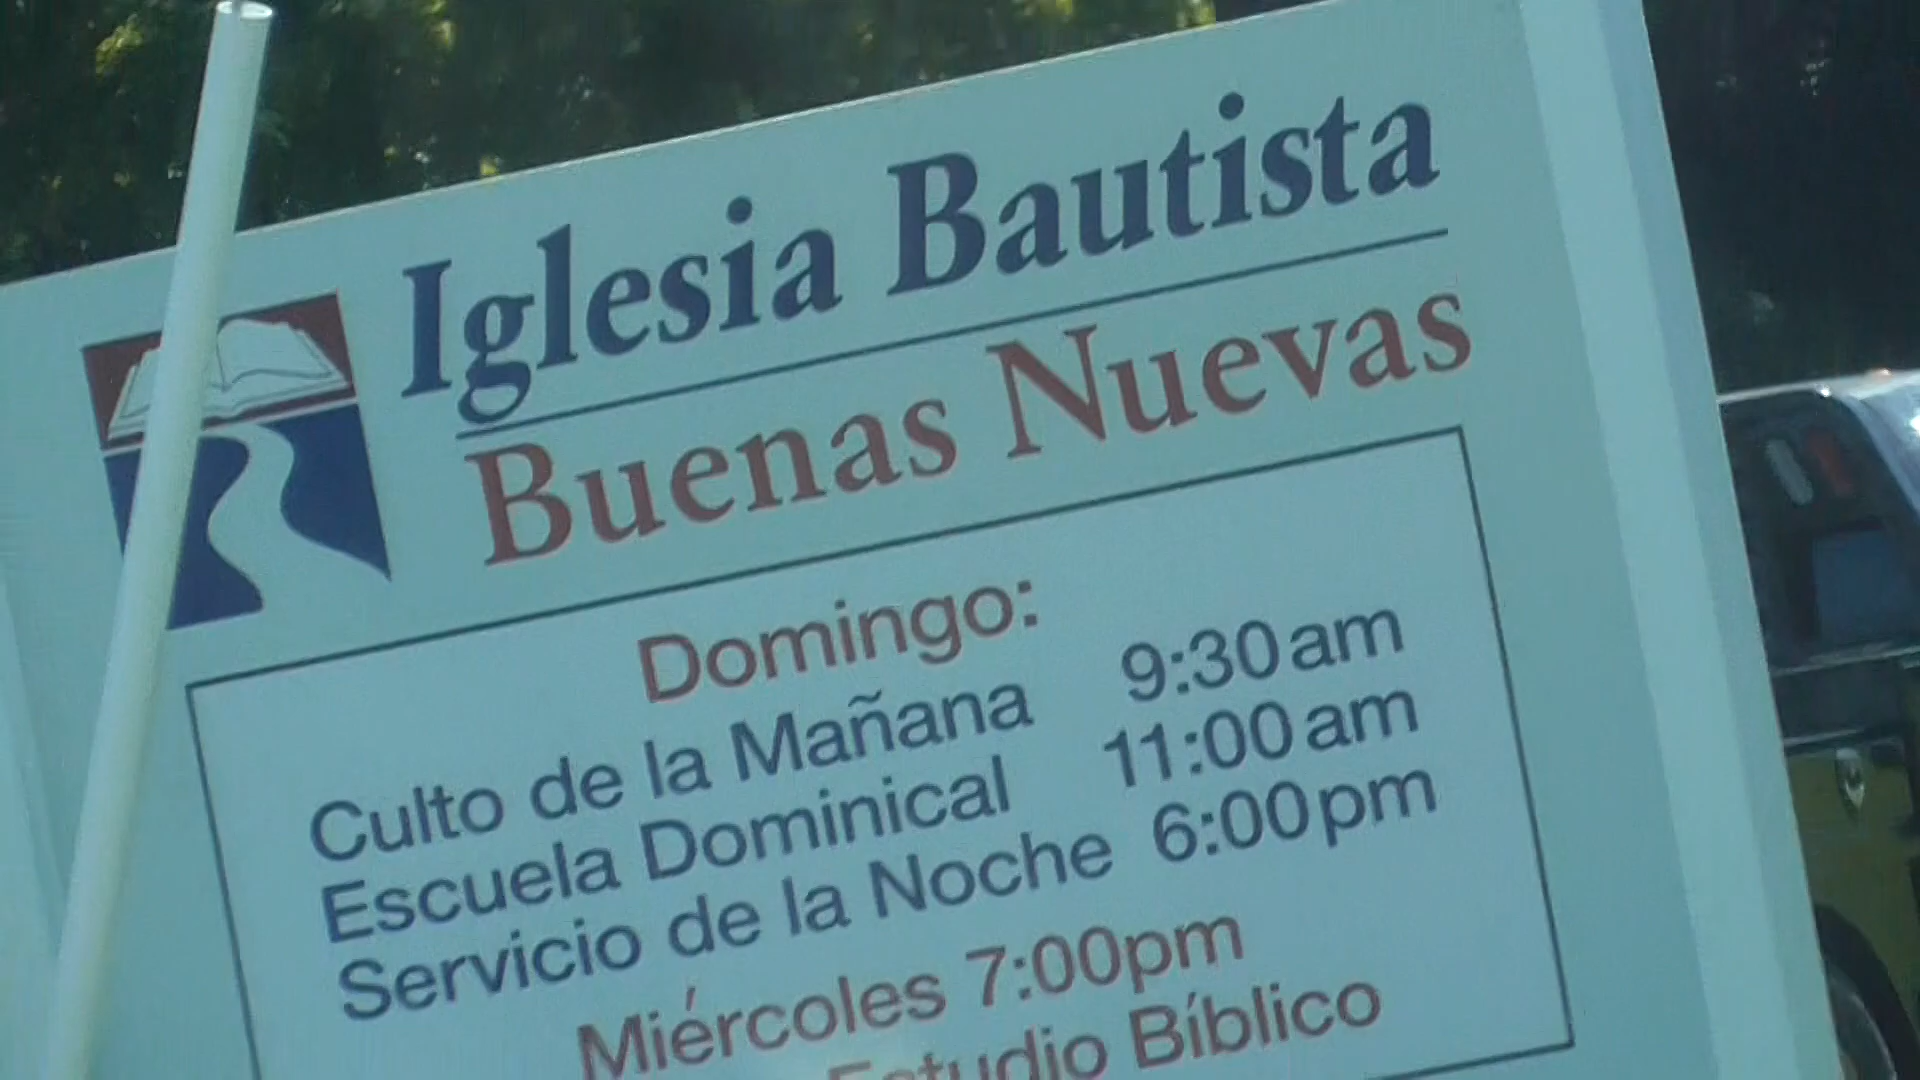 Iglesia Bautista
Buenas Nuevas
Domingo:
Culto de la Mañana 9:30am
Escuela Dominical 11:00am
Servicio de la Noche 6:00pm
Miércoles 7:00pm
Estudio Bíblico